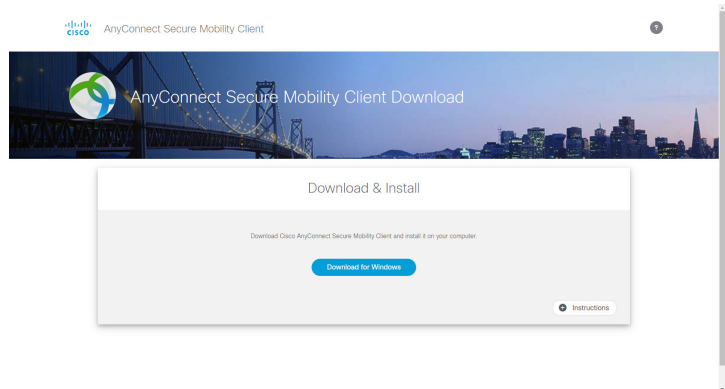 CISCO
AnyConnect Secure Mobility Client
?
AnyConnect Secure Mobility Client Download
Download & Install
Download Cisco AnyConnect Secure Mobility Client and install it on your computer.
Download for Windows
Instructions